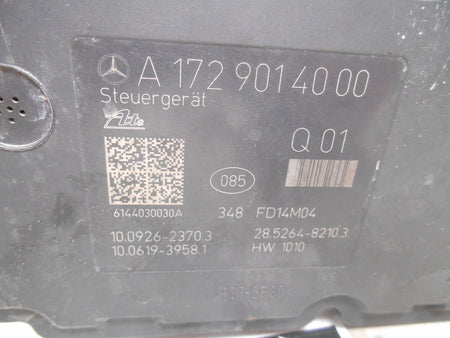 A 172 901 40 00
Steuergerät
Ate
Q 01
085
6144030030A 348 FD14M04
10.0926-2370.3 28.5264-8210.3
10.0619-3958.1 HW 1010